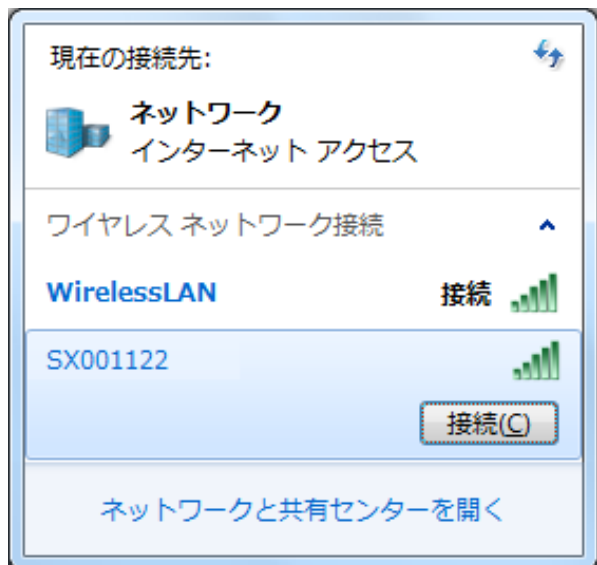 現在の接続先:
ネットワーク
インターネット アクセス
ワイヤレス ネットワーク接続
WirelessLAN 接続
SX001122
接続(C)
ネットワークと共有センターを開く